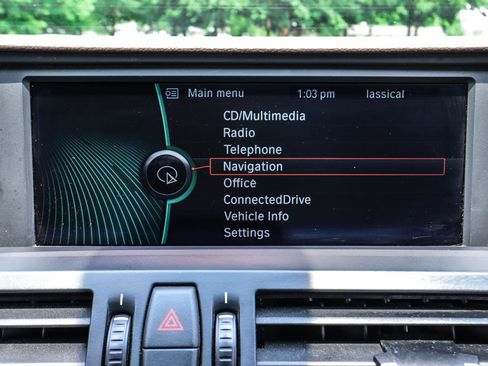 Main menu 1:03 pm lassical
CD/Multimedia
Radio
Telephone
Navigation
Office
ConnectedDrive
Vehicle Info
Settings